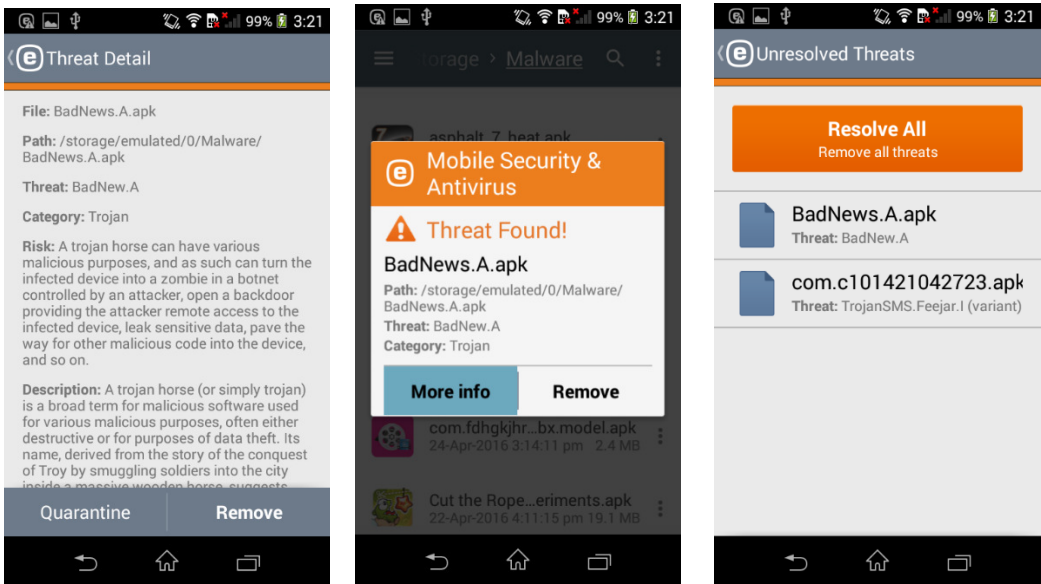 99% 3:21
e Threat Detail
File: BadNews.A.apk
Path: /storage/emulated/0/Malware/
BadNews.A.apk
Threat: BadNew.A
Category: Trojan
Risk: A trojan horse can have various
malicious purposes, and as such can turn the
infected device into a zombie in a botnet
controlled by an attacker, open a backdoor
providing the attacker remote access to the
infected device, leak sensitive data, pave the
way for other malicious code into the device,
and so on.
Description: A trojan horse (or simply trojan)
is a broad term for malicious software used
for various malicious purposes, often either
destructive or for purposes of data theft. Its
name, derived from the story of the conquest
of Troy by smuggling soldiers into the city
inside a massive wooden horse, suggests
Quarantine Remove
99% 3:21
orage > Malware
asphalt_7_heat.apk
e Mobile Security &
Antivirus
Threat Found!
BadNews.A.apk
Path: /storage/emulated/0/Malware/
BadNews.A.apk
Threat: BadNew.A
Category: Trojan
More info Remove
com.fdhgkjhr...bx.model.apk
24-Apr-2016 3:14:11 pm 2.4 MB
Cut the Rope...eriments.apk
22-Apr-2016 4:11:15 pm 19.1 MB
99% 3:21
e Unresolved Threats
Resolve All
Remove all threats
BadNews.A.apk
Threat: BadNew.A
com.c101421042723.apk
Threat: TrojanSMS.Feejar.I (variant)